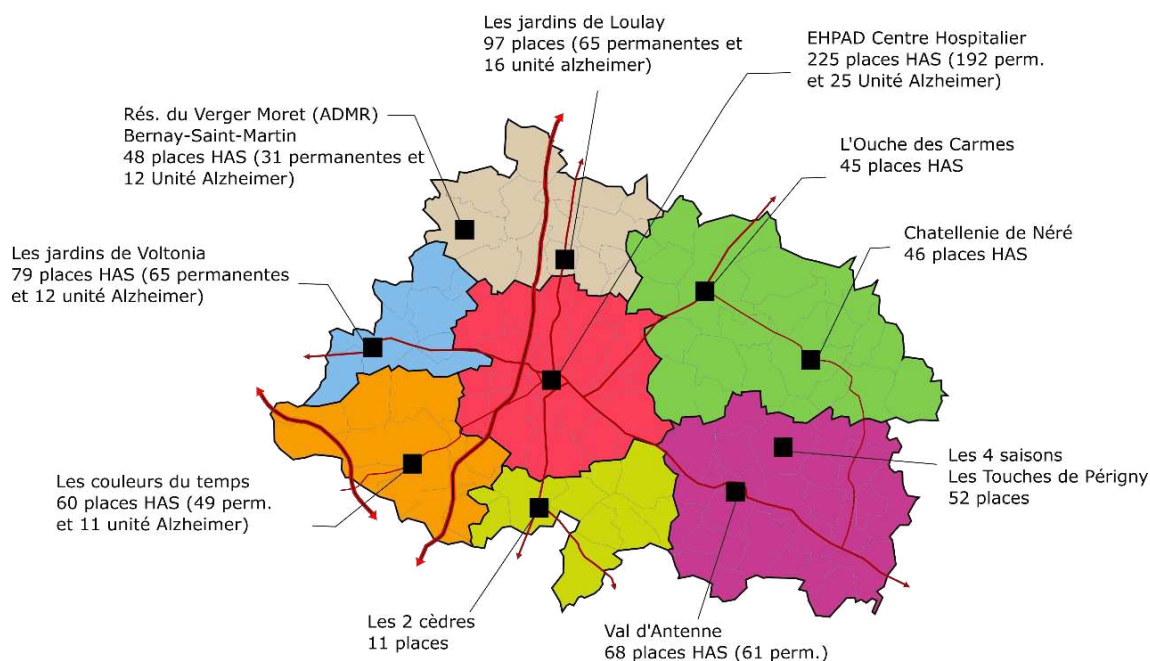 Les jardins de Loulay
97 places (65 permanentes et
16 unité alzheimer)
EHPAD Centre Hospitalier
225 places HAS (192 perm.
et 25 Unité Alzheimer)
Rés. du Verger Moret (ADMR)
Bernay-Saint-Martin
48 places HAS (31 permanentes et
12 Unité Alzheimer)
L'Ouche des Carmes
45 places HAS
Chatellenie de Néré
46 places HAS
Les jardins de Voltonia
79 places HAS (65 permanentes
et 12 unité Alzheimer)
Les 4 saisons
Les Touches de Périgny
52 places
Les couleurs du temps
60 places HAS (49 perm.
et 11 unité Alzheimer)
Les 2 cèdres
11 places
Val d'Antenne
68 places HAS (61 perm.)